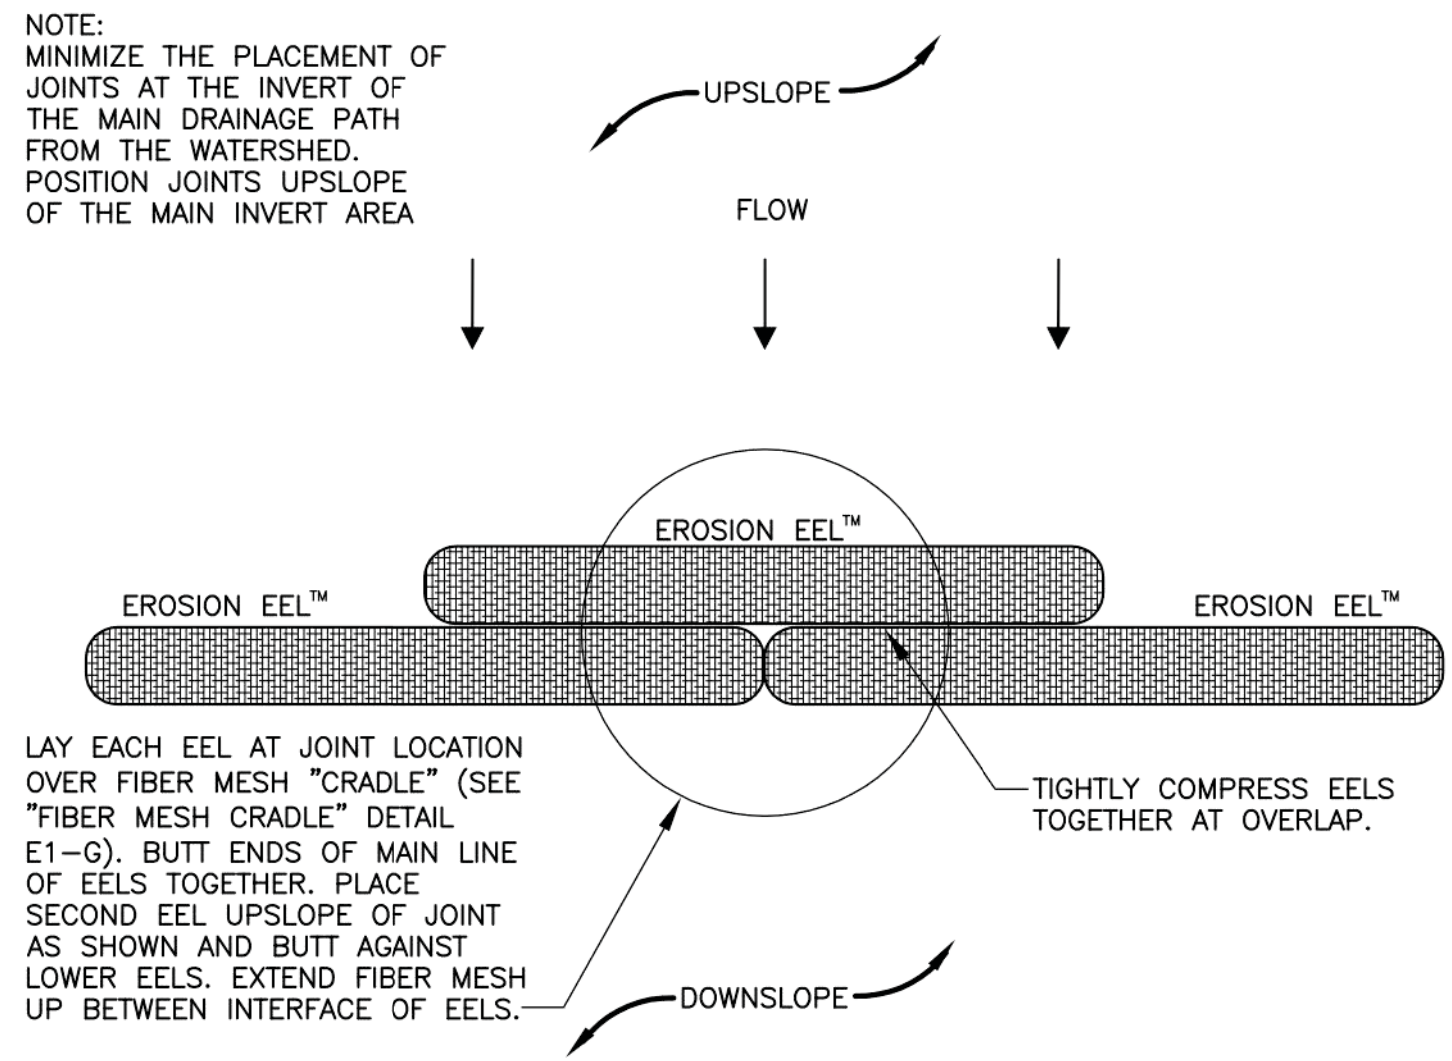 NOTE:
MINIMIZE THE PLACEMENT OF
JOINTS AT THE INVERT OF
THE MAIN DRAINAGE PATH
FROM THE WATERSHED.
POSITION JOINTS UPSLOPE
OF THE MAIN INVERT AREA
UPSLOPE
FLOW
EROSION EEL™
EROSION EEL™
EROSION EEL™
LAY EACH EEL AT JOINT LOCATION
OVER FIBER MESH "CRADLE" (SEE
"FIBER MESH CRADLE" DETAIL
E1-G). BUTT ENDS OF MAIN LINE
OF EELS TOGETHER. PLACE
SECOND EEL UPSLOPE OF JOINT
AS SHOWN AND BUTT AGAINST
LOWER EELS. EXTEND FIBER MESH
UP BETWEEN INTERFACE OF EELS.
TIGHTLY COMPRESS EELS
TOGETHER AT OVERLAP.
DOWNSLOPE